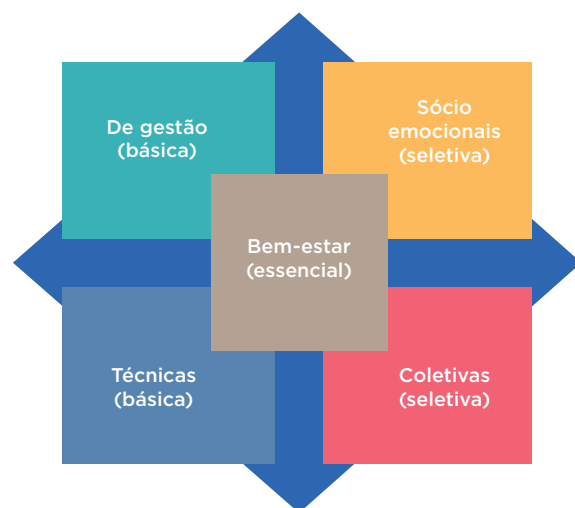 De gestão
(básica)
Sócio
emocionais
(seletiva)
Bem-estar
(essencial)
Técnicas
(básica)
Coletivas
(seletiva)